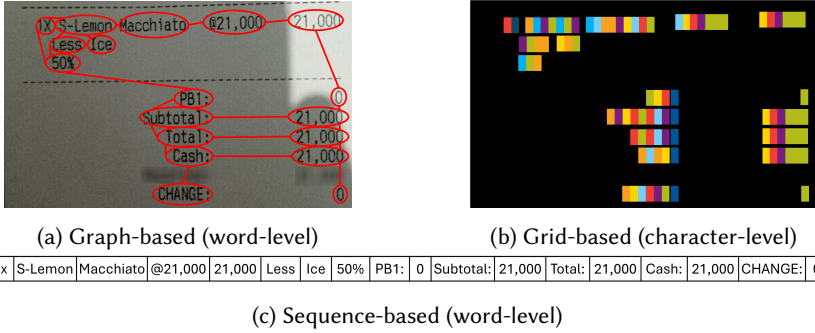 1X S-Lemon Macchiato @21,000 21,000
Less Ice
50%
PB1: 0
Subtotal: 21,000
Total: 21,000
Cash: 21,000
CHANGE: 0
(a) Graph-based (word-level)
(b) Grid-based (character-level)
x S-Lemon Macchiato @21,000 21,000 Less Ice 50% PB1: 0 Subtotal: 21,000 Total: 21,000 Cash: 21,000 CHANGE: 0
(c) Sequence-based (word-level)